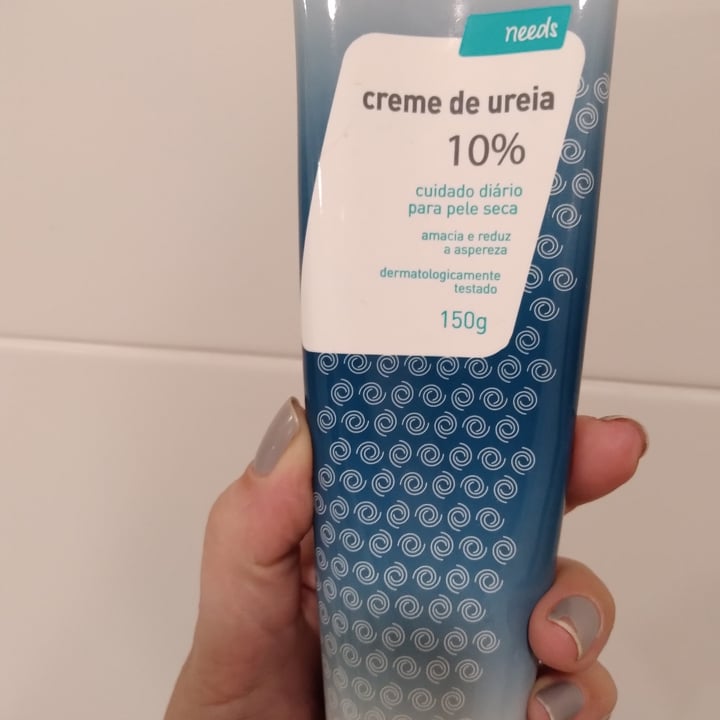 needs
creme de ureia
10%
cuidado diário
para pele seca
amacia e reduz
a aspereza
dermatologicamente
testado
150g